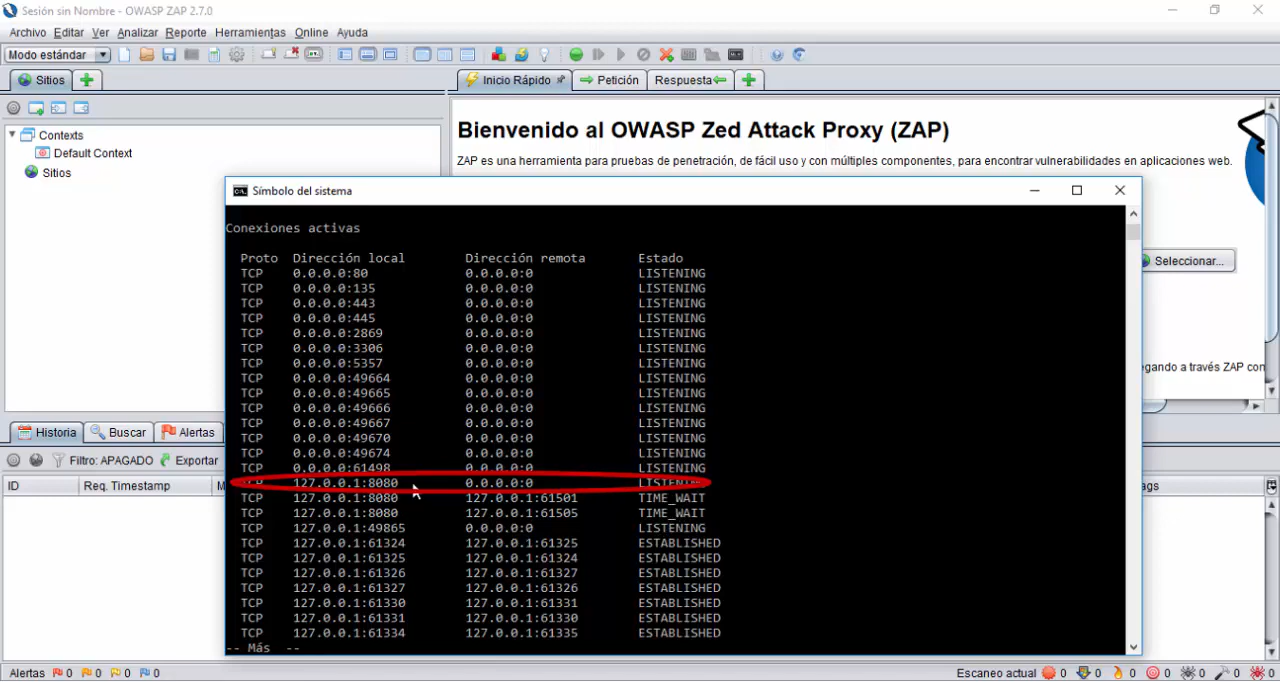 Sesión sin Nombre - OWASP ZAP 2.7.0
Archivo Editar Ver Analizar Reporte Herramientas Online Ayuda
Modo estándar
Sitios
Inicio Rápido Petición Respuesta
Contexts
Default Context
Sitios
Bienvenido al OWASP Zed Attack Proxy (ZAP)
ZAP es una herramienta para pruebas de penetración, de fácil uso y con múltiples componentes, para encontrar vulnerabilidades en aplicaciones web.
Seleccionar...
a través ZAP
Símbolo del sistema
Conexiones activas
Proto Dirección local Dirección remota Estado
TCP 0.0.0.0:80 0.0.0.0:0 LISTENING
TCP 0.0.0.0:135 0.0.0.0:0 LISTENING
TCP 0.0.0.0:443 0.0.0.0:0 LISTENING
TCP 0.0.0.0:445 0.0.0.0:0 LISTENING
TCP 0.0.0.0:2869 0.0.0.0:0 LISTENING
TCP 0.0.0.0:3306 0.0.0.0:0 LISTENING
TCP 0.0.0.0:5357 0.0.0.0:0 LISTENING
TCP 0.0.0.0:49664 0.0.0.0:0 LISTENING
TCP 0.0.0.0:49665 0.0.0.0:0 LISTENING
TCP 0.0.0.0:49666 0.0.0.0:0 LISTENING
TCP 0.0.0.0:49667 0.0.0.0:0 LISTENING
TCP 0.0.0.0:49670 0.0.0.0:0 LISTENING
TCP 0.0.0.0:49674 0.0.0.0:0 LISTENING
TCP 0.0.0.0:61498 0.0.0.0:0 LISTENING
TCP 127.0.0.1:8080 0.0.0.0:0 LISTENING
TCP 127.0.0.1:8080 127.0.0.1:61501 TIME_WAIT
TCP 127.0.0.1:8080 127.0.0.1:61505 TIME_WAIT
TCP 127.0.0.1:49865 0.0.0.0:0 LISTENING
TCP 127.0.0.1:61324 127.0.0.1:61325 ESTABLISHED
TCP 127.0.0.1:61325 127.0.0.1:61324 ESTABLISHED
TCP 127.0.0.1:61326 127.0.0.1:61327 ESTABLISHED
TCP 127.0.0.1:61327 127.0.0.1:61326 ESTABLISHED
TCP 127.0.0.1:61330 127.0.0.1:61331 ESTABLISHED
TCP 127.0.0.1:61331 127.0.0.1:61330 ESTABLISHED
TCP 127.0.0.1:61334 127.0.0.1:61335 ESTABLISHED
-- Más --
Historia Buscar Alertas
Filtro: APAGADO Exportar
ID Req. Timestamp
Alertas 0 0 0 0
Escaneo actual 0 0 0 0 0 0 0